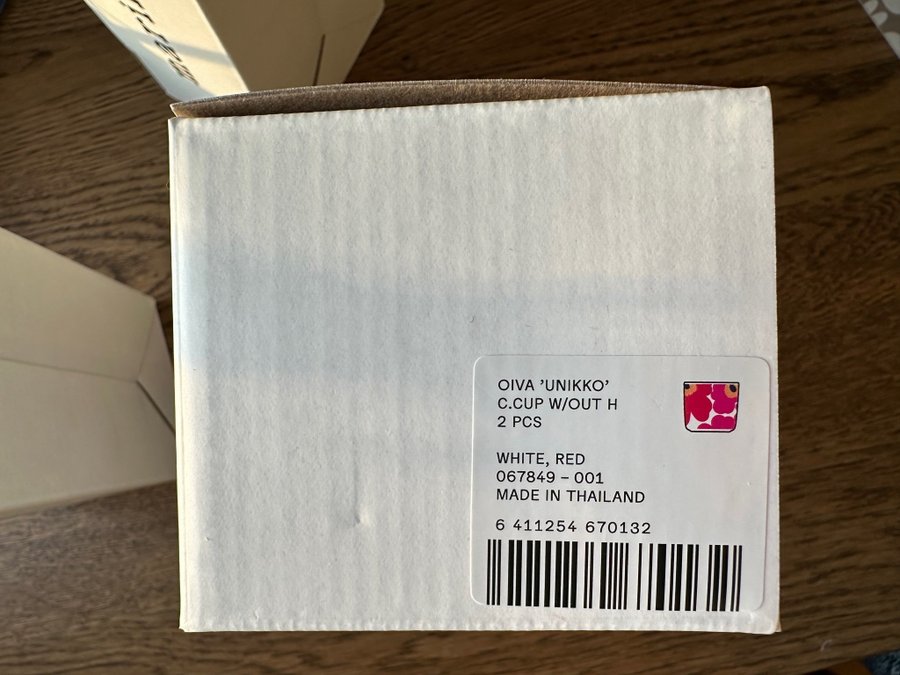 OIVA ’UNIKKO’
C.CUP W/OUT H
2 PCS
WHITE, RED
067849 – 001
MADE IN THAILAND
6 411254 670132